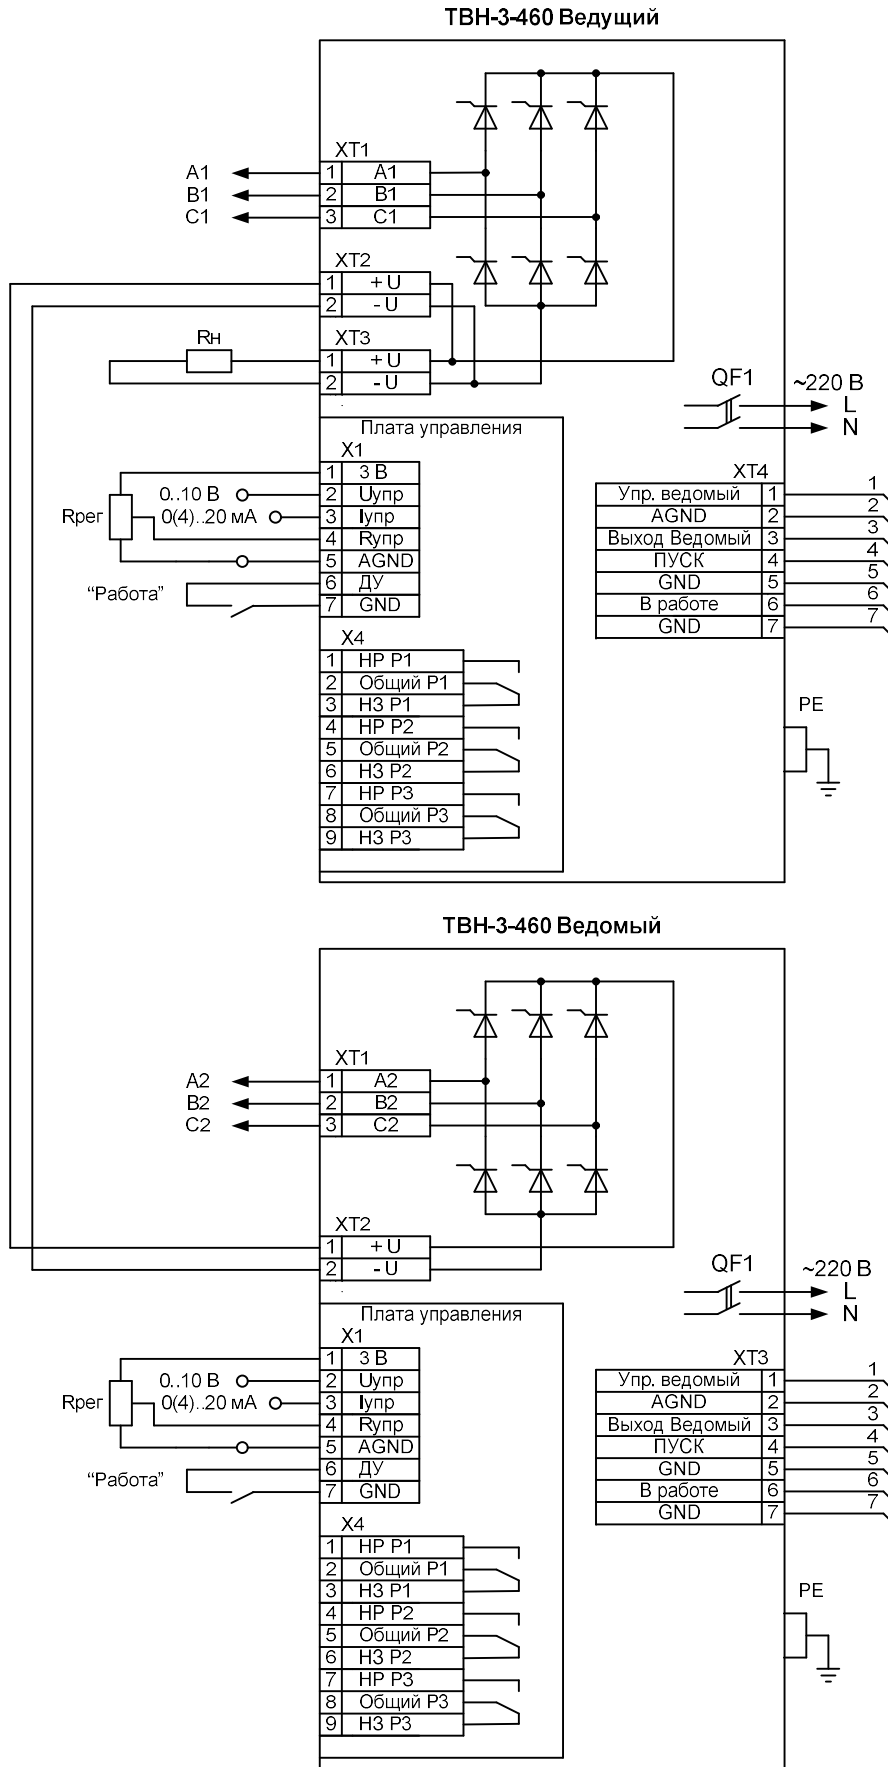 ТВН-3-460 Ведущий
XT1
A1 1 A1
B1 2 B1
C1 3 C1
XT2
1 + U
2 - U
Rн
XT3
1 + U
2 - U
QF1
~220 В
L
N
Плата управления
X1
1 3 В
0..10 В 2 Uупр
0(4)..20 мА 3 Iупр
Rрег
4 Rупр
5 AGND
6 ДУ
“Работа”
7 GND
XT4
Упр. ведомый 1 1
AGND 2 2
Выход Ведомый 3 3
ПУСК 4 4
GND 5 5
В работе 6 6
GND 7 7
X4
1 НР Р1
2 Общий Р1
3 НЗ Р1
4 НР Р2
5 Общий Р2
6 НЗ Р2
7 НР Р3
8 Общий Р3
9 НЗ Р3
PE
ТВН-3-460 Ведомый
XT1
A2 1 A2
B2 2 B2
C2 3 C2
XT2
1 + U
2 - U
QF1
~220 В
L
N
Плата управления
X1
1 3 В
0..10 В 2 Uупр
0(4)..20 мА 3 Iупр
Rрег
4 Rупр
5 AGND
6 ДУ
“Работа”
7 GND
XT3
Упр. ведомый 1 1
AGND 2 2
Выход Ведомый 3 3
ПУСК 4 4
GND 5 5
В работе 6 6
GND 7 7
X4
1 НР Р1
2 Общий Р1
3 НЗ Р1
4 НР Р2
5 Общий Р2
6 НЗ Р2
7 НР Р3
8 Общий Р3
9 НЗ Р3
PE